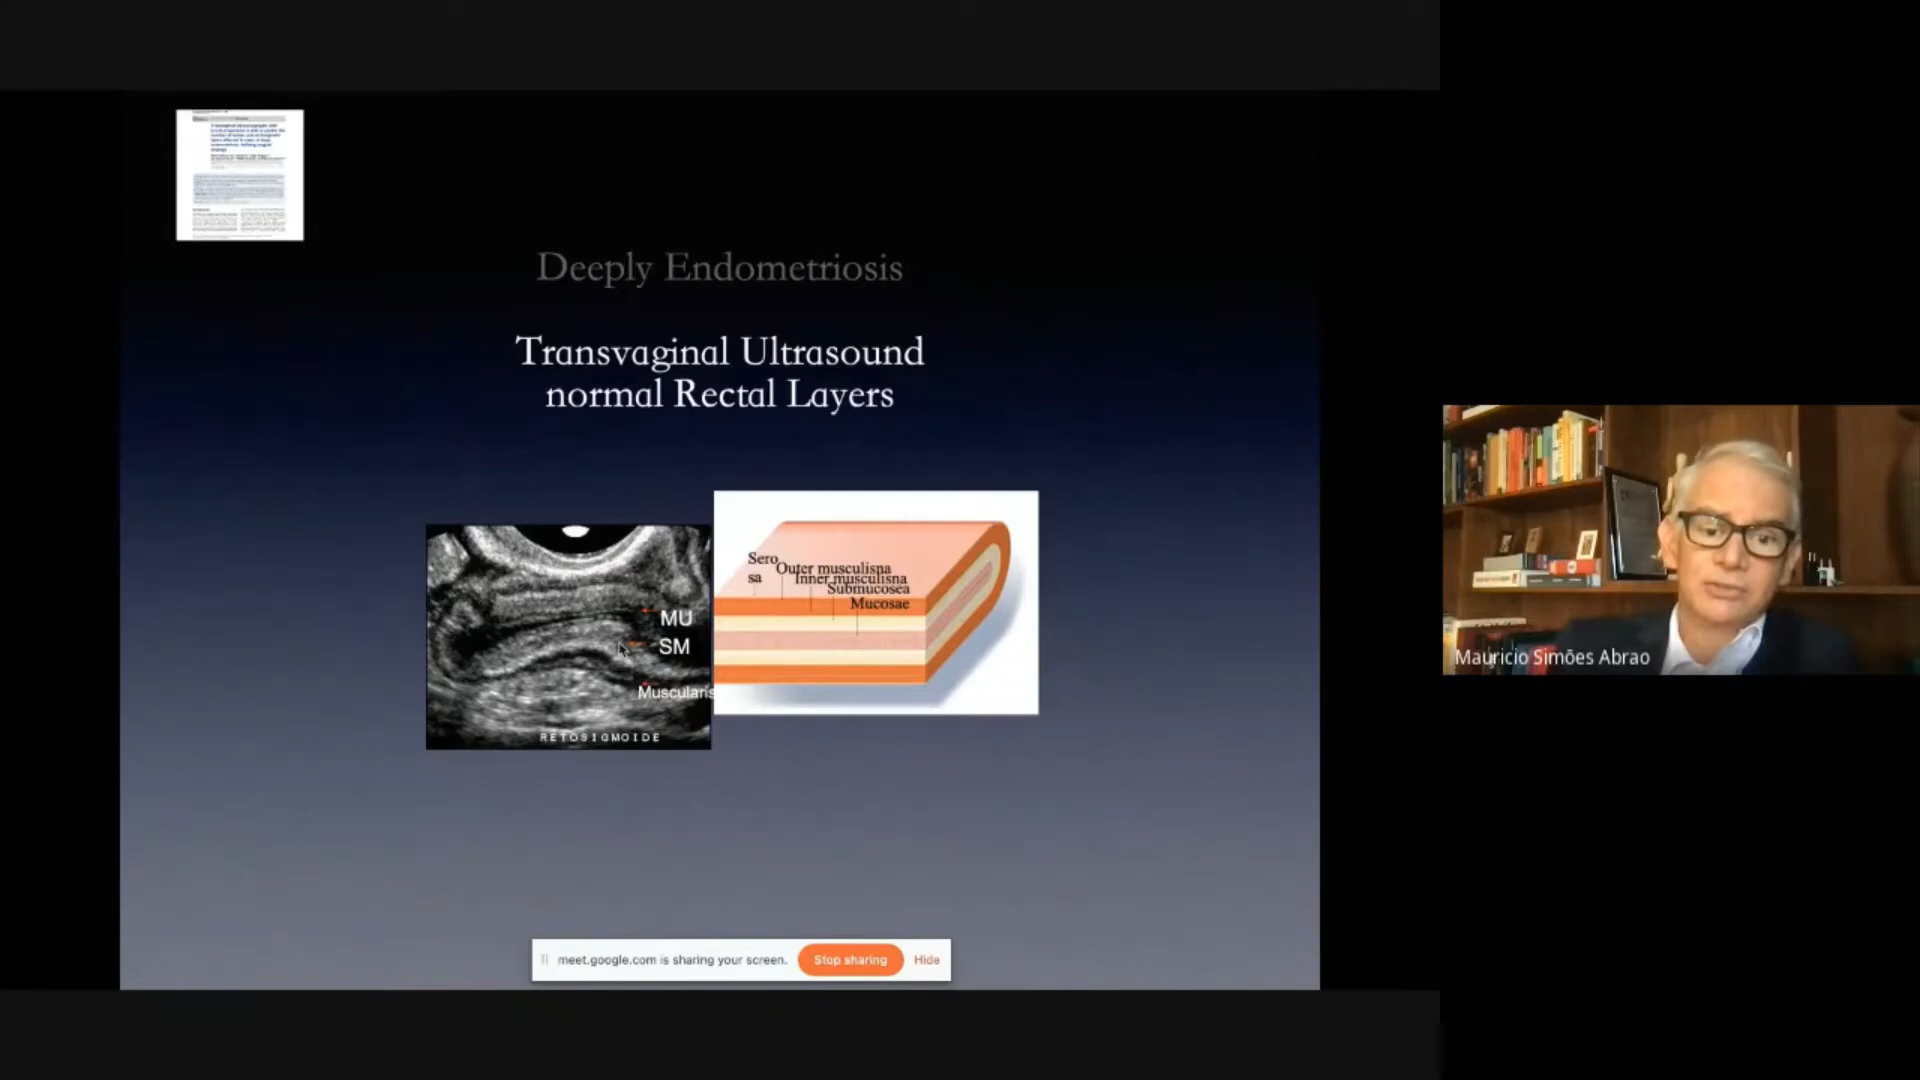 Deeply Endometriosis
Transvaginal Ultrasound
normal Rectal Layers
Sero
sa
Outer musculisna
Inner musculisna
Submucosea
Mucosae
MU
SM
Muscularis
RETOSIGMOIDE
Mauricio Simões Abrao
meet.google.com is sharing your screen.
Stop sharing
Hide